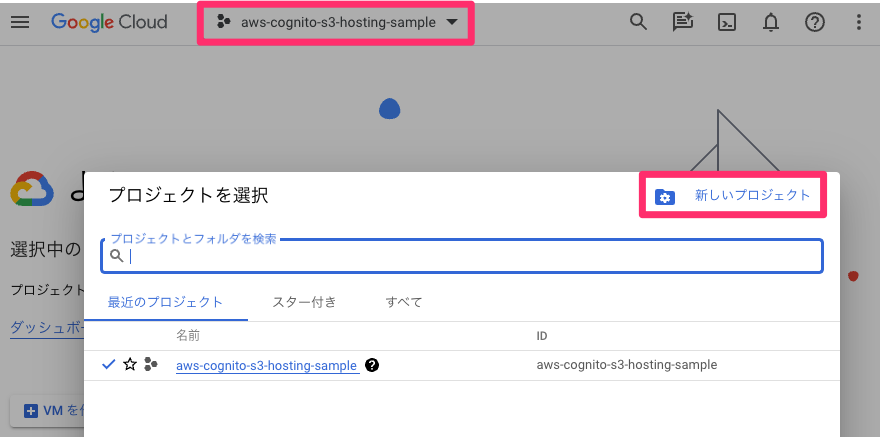 Google Cloud
aws-cognito-s3-hosting-sample
よ
プロジェクトを選択
新しいプロジェクト
選択中の
プロジェクトとフォルダを検索
プロジェクト
最近のプロジェクト スター付き すべて
ダッシュボー
名前 ID
aws-cognito-s3-hosting-sample aws-cognito-s3-hosting-sample
VM を